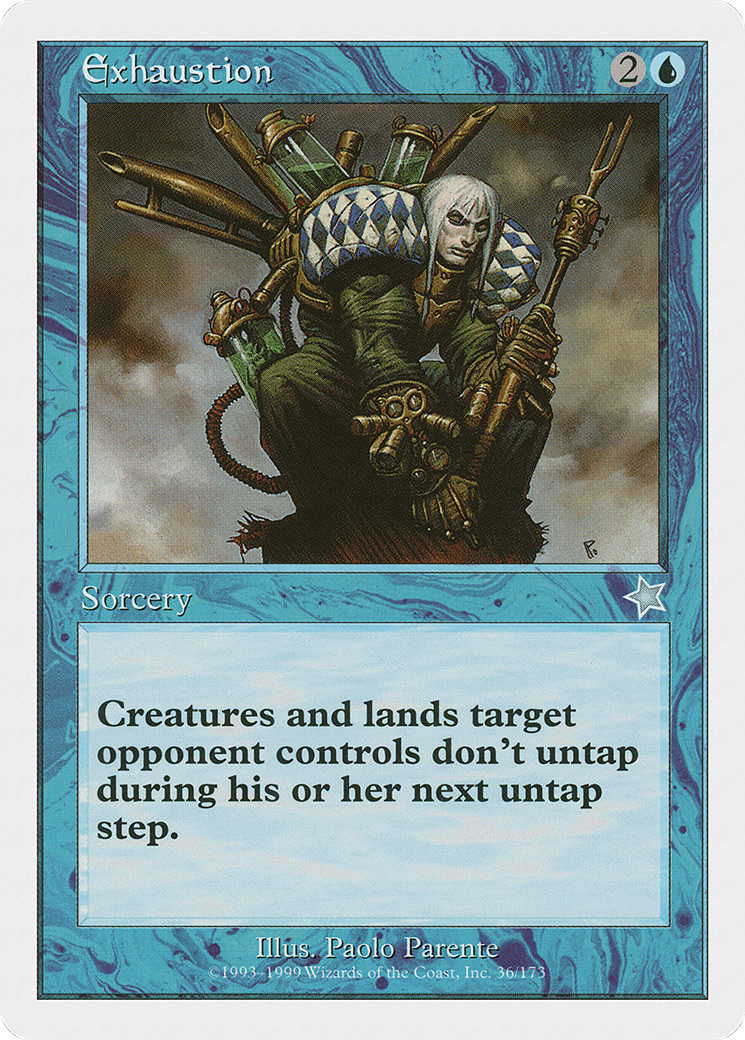 Exhaustion 2
Sorcery
Creatures and lands target
opponent controls don't untap
during his or her next untap
step.
Illus. Paolo Parente
©1993–1999 Wizards of the Coast, Inc. 36/173